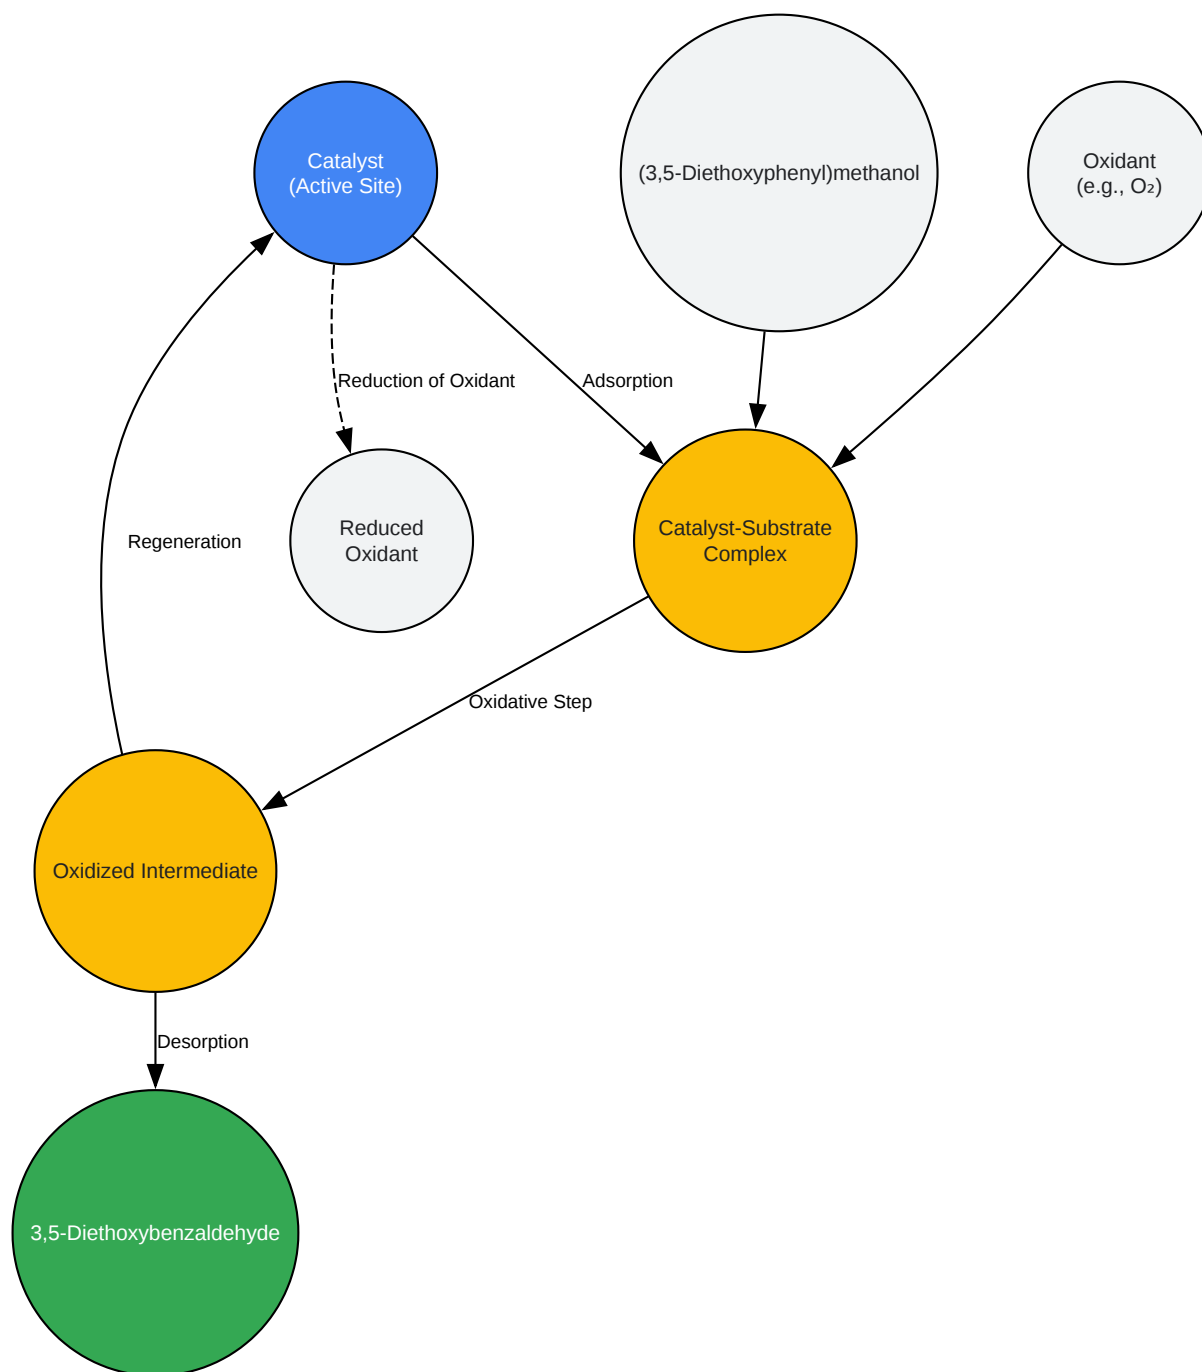 Catalyst
(Active Site)
(3,5-Diethoxyphenyl)methanol
Oxidant
(e.g., O₂)
Reduction of Oxidant
Adsorption
Regeneration
Reduced
Oxidant
Catalyst-Substrate
Complex
Oxidative Step
Oxidized Intermediate
Desorption
3,5-Diethoxybenzaldehyde